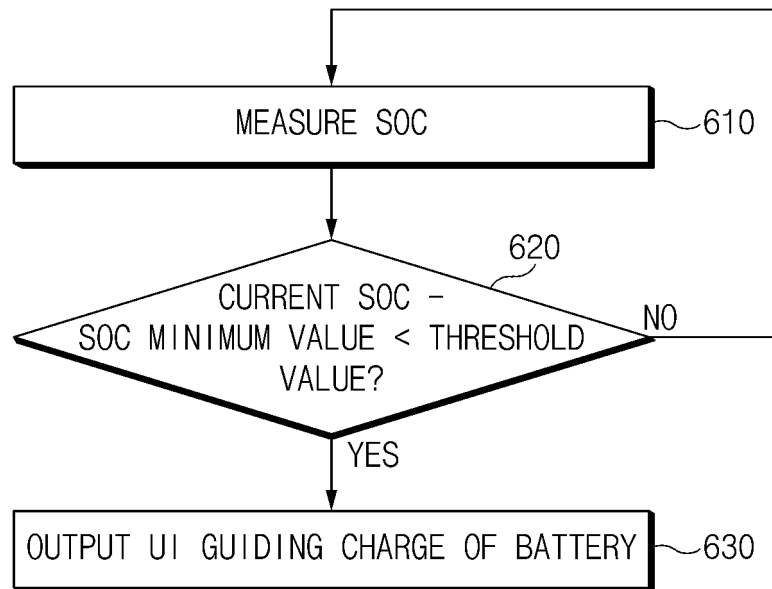 MEASURE SOC
610
620
CURRENT SOC -
SOC MINIMUM VALUE < THRESHOLD
VALUE?
NO
YES
OUTPUT UI GUIDING CHARGE OF BATTERY
630